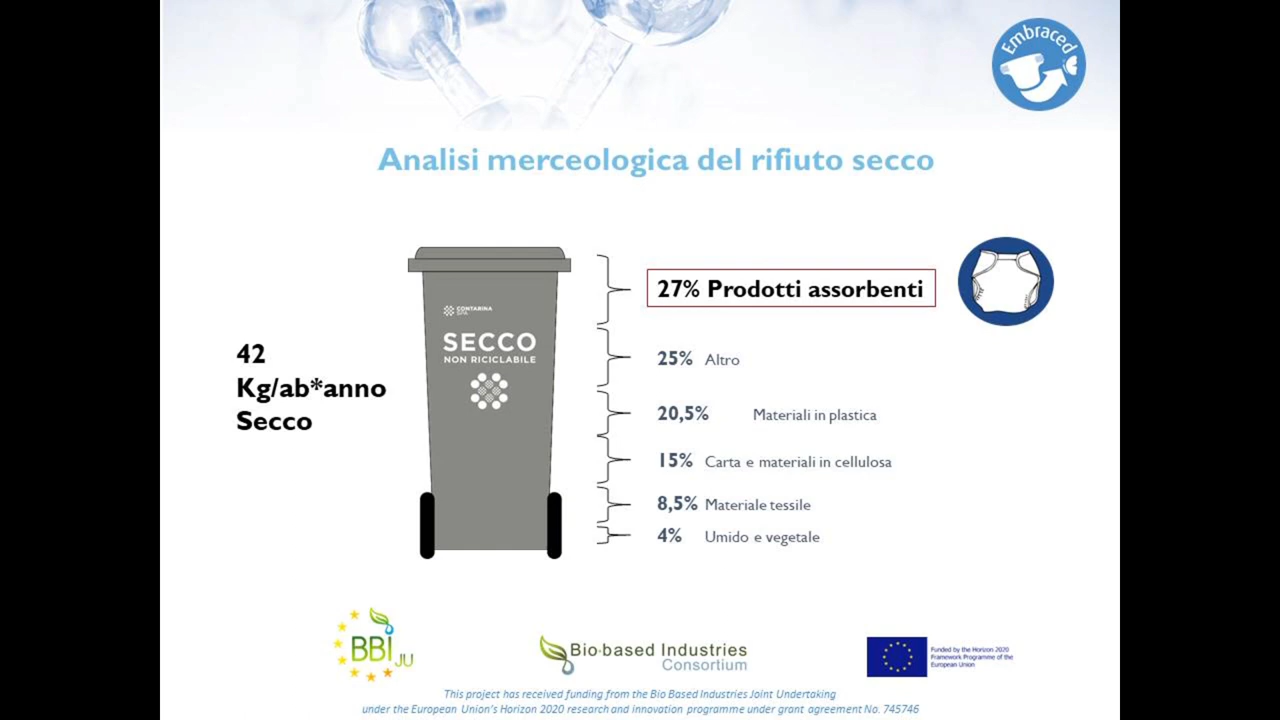 Embraced
Analisi merceologica del rifiuto secco
42
Kg/ab*anno
Secco
CONTARINA
SPA
SECCO
NON RICICLABILE
27% Prodotti assorbenti
25% Altro
20,5% Materiali in plastica
15% Carta e materiali in cellulosa
8,5% Materiale tessile
4% Umido e vegetale
BBI JU
Bio-based Industries
Consortium
Funded by the Horizon 2020
Framework Programme of the
European Union
This project has received funding from the Bio Based Industries Joint Undertaking
under the European Union's Horizon 2020 research and innovation programme under grant agreement No. 745746